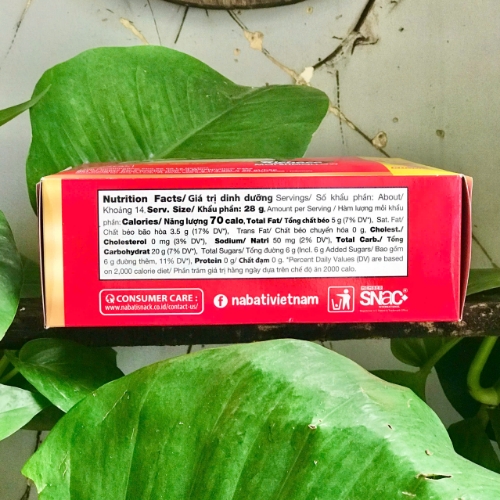 Nutrition Facts/ Giá trị dinh dưỡng Servings/ Số khẩu phần: About/
Khoảng 14, Serv. Size/ Khẩu phần: 28 g, Amount per Serving / Hàm lượng mỗi khẩu
phần: Calories/ Năng lượng 70 calo, Total Fat/ Tổng chất béo 5 g (7% DV*), Sat. Fat/
Chất béo bão hòa 3.5 g (17% DV*), Trans Fat/ Chất béo chuyển hóa 0 g, Cholest./
Cholesterol 0 mg (3% DV*), Sodium/ Natri 50 mg (2% DV*), Total Carb./ Tổng
Carbohydrat 20 g (7% DV*), Total Sugars/ Tổng đường 6 g (Incl. 6 g Added Sugars/ Bao gồm
6 g đường thêm, 11% DV*), Protein 0 g/ Chất đạm 0 g. *Percent Daily Values (DV) are based
on 2,000 calorie diet/ Phần trăm giá trị hàng ngày dựa trên chế độ ăn 2000 calo.
CONSUMER CARE :
www.nabatisnack.co.id/contact-us/
nabativietnam
SNAC